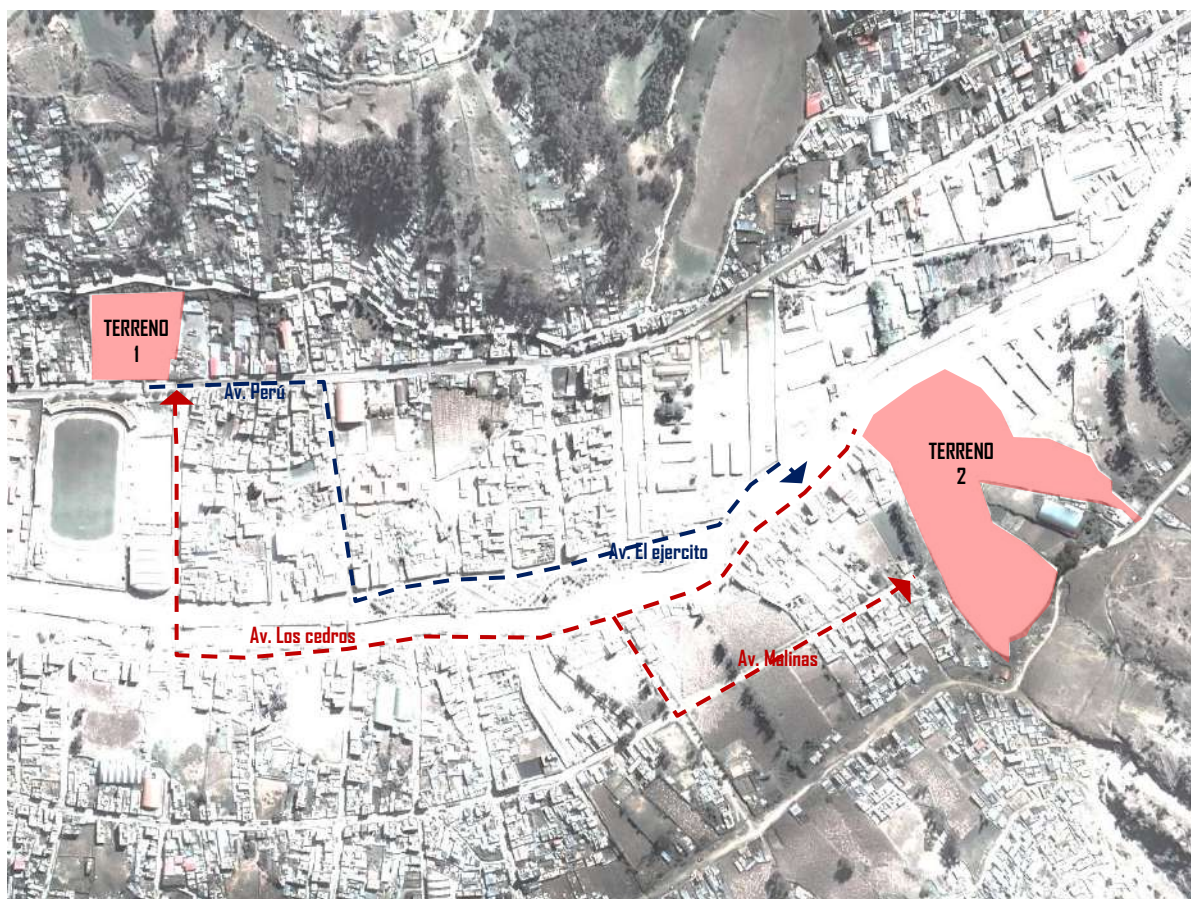 TERRENO
1
Av. Perú
TERRENO
2
Av. El ejercito
Av. Los cedros
Av. Malinas